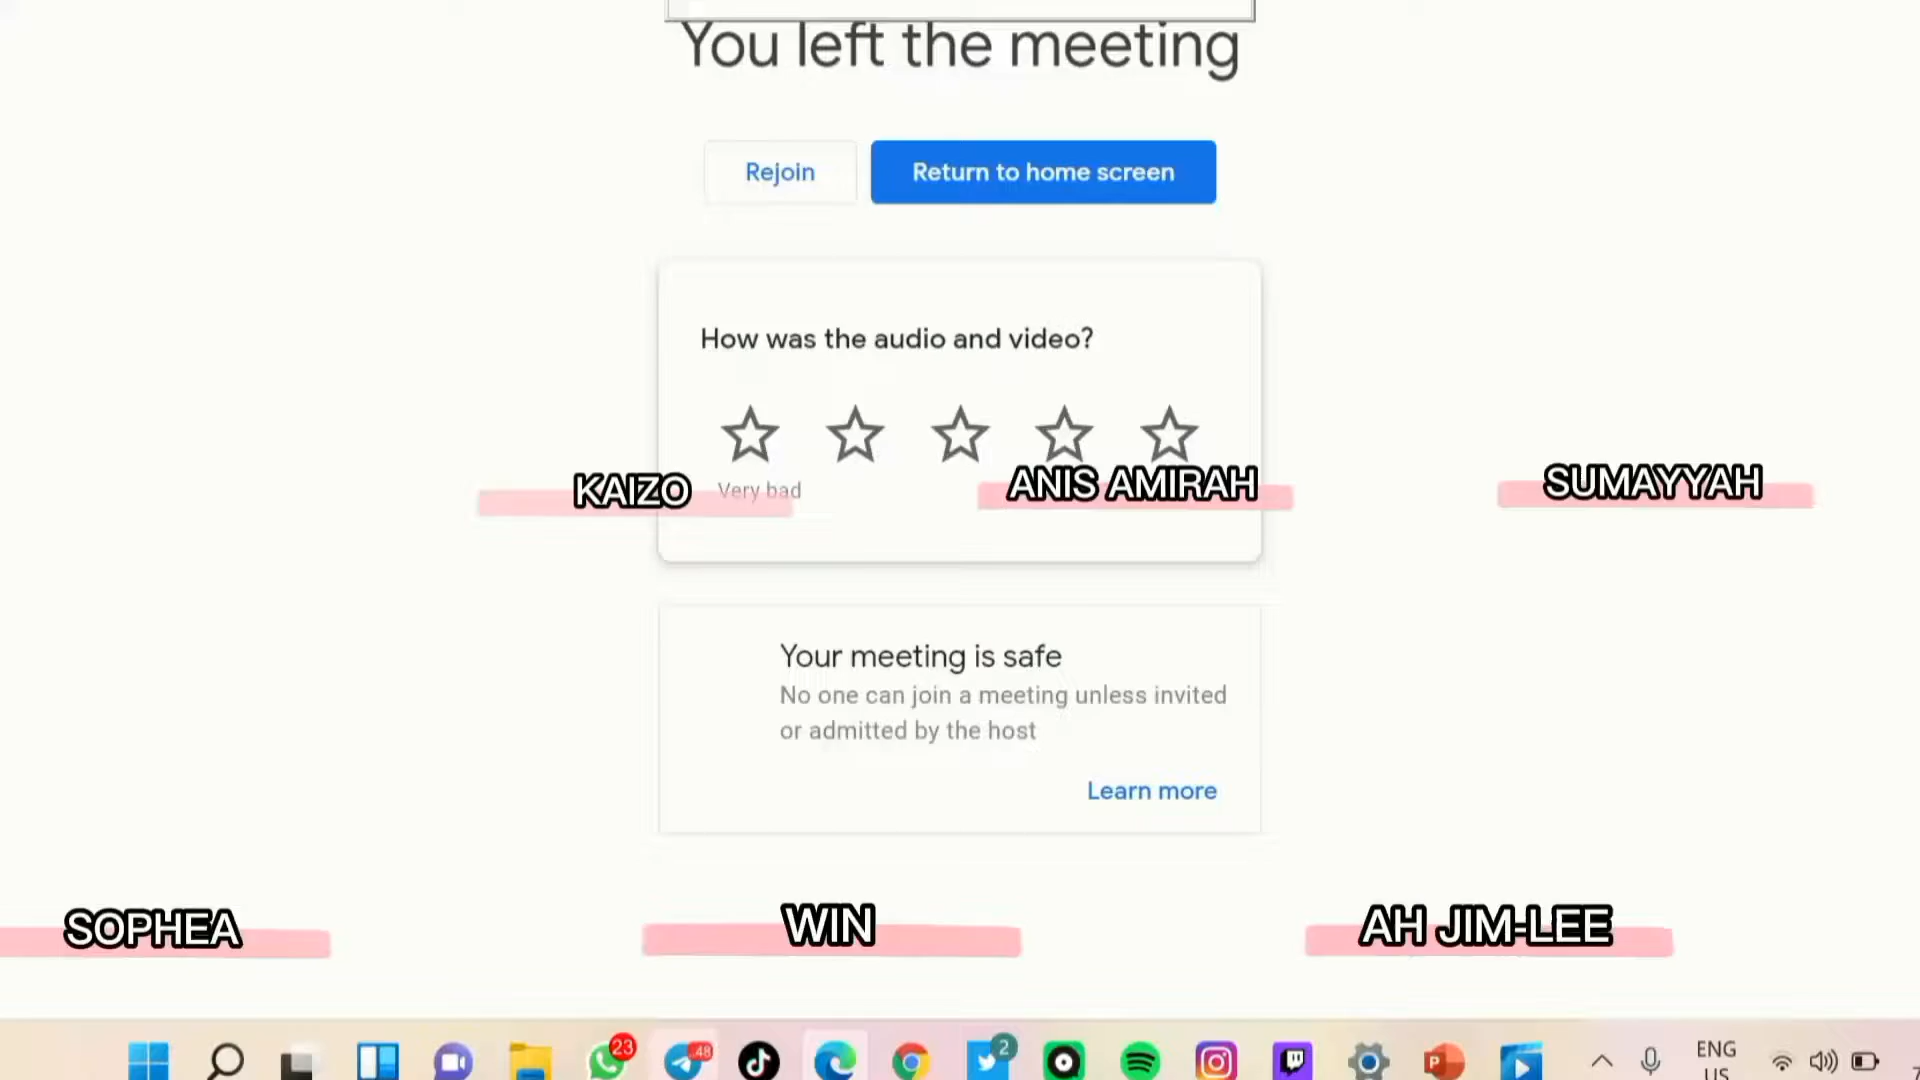 You left the meeting
Rejoin
Return to home screen
How was the audio and video?
Very bad
KAIZO
ANIS AMIRAH
SUMAYYAH
Your meeting is safe
No one can join a meeting unless invited
or admitted by the host
Learn more
SOPHEA
WIN
AH JIM-LEE
23
48
2
P
ENG
US